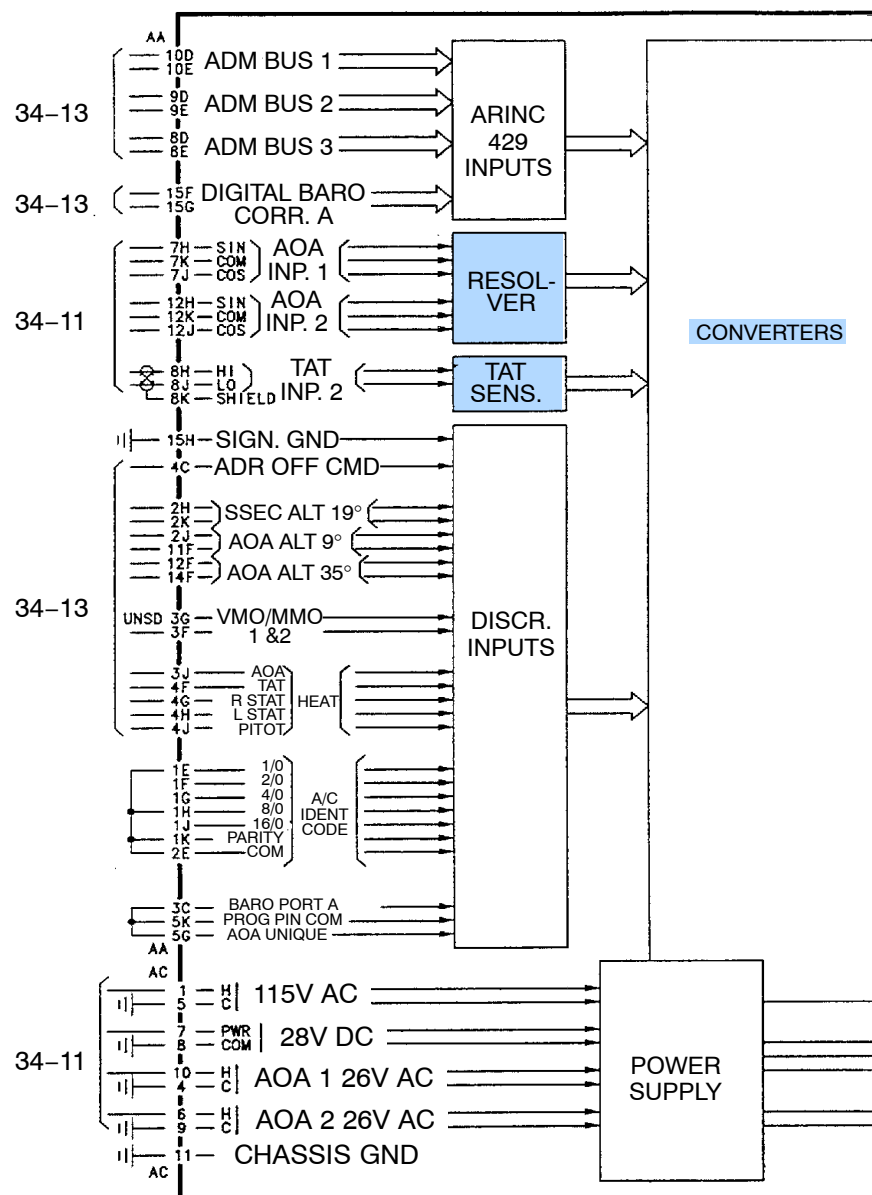 AA
10D ADM BUS 1
10E
9D ADM BUS 2
9E
34-13
8D ADM BUS 3
8E
ARINC
429
INPUTS
34-13
15F DIGITAL BARO
15G CORR. A
7H SIN AOA
7K COM INP. 1
7J COS
RESOL-
VER
34-11
12H SIN AOA
12K COM INP. 2
12J COS
CONVERTERS
8H HI TAT
8J LO INP. 2
8K SHIELD
TAT
SENS.
15H SIGN. GND
4C ADR OFF CMD
2H SSEC ALT 19°
2K
2J AOA ALT 9°
11F
12F AOA ALT 35°
14F
34-13
UNSD 3G VMO/MMO
3F 1 &2
DISCR.
INPUTS
3J AOA
4F TAT
4G R STAT HEAT
4H L STAT
4J PITOT
1E 1/0
1F 2/0
1G 4/0 A/C
1H 8/0 IDENT
1J 16/0 CODE
1K PARITY
2E COM
3C BARO PORT A
5K PROG PIN COM
5G AOA UNIQUE
AA
AC
1 H 115V AC
5 C
34-11
7 PWR 28V DC
8 COM
10 H AOA 1 26V AC
4 C
6 H AOA 2 26V AC
9 C
POWER
SUPPLY
11 CHASSIS GND
AC